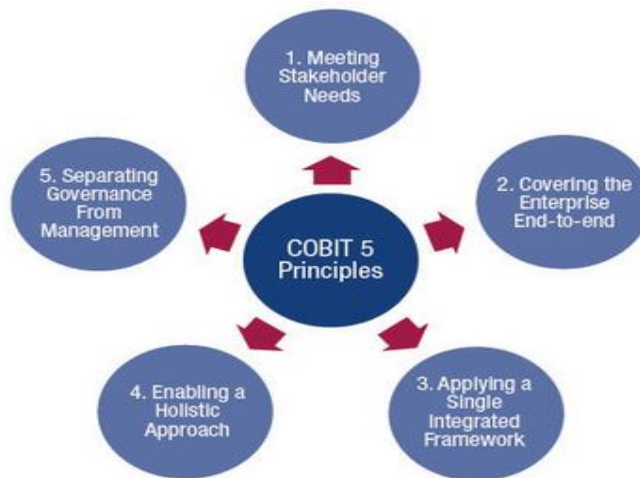 1. Meeting
Stakeholder
Needs
5. Separating
Governance
From
Management
2. Covering the
Enterprise
End-to-end
COBIT 5
Principles
4. Enabling a
Holistic
Approach
3. Applying a
Single
Integrated
Framework